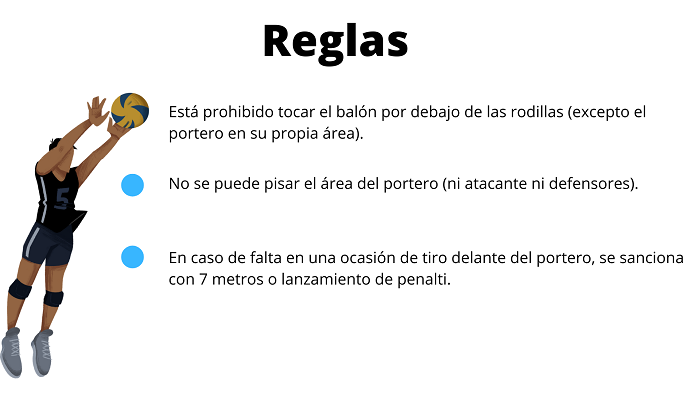 Reglas
Está prohibido tocar el balón por debajo de las rodillas (excepto el
portero en su propia área).
No se puede pisar el área del portero (ni atacante ni defensores).
En caso de falta en una ocasión de tiro delante del portero, se sanciona
con 7 metros o lanzamiento de penalti.
5